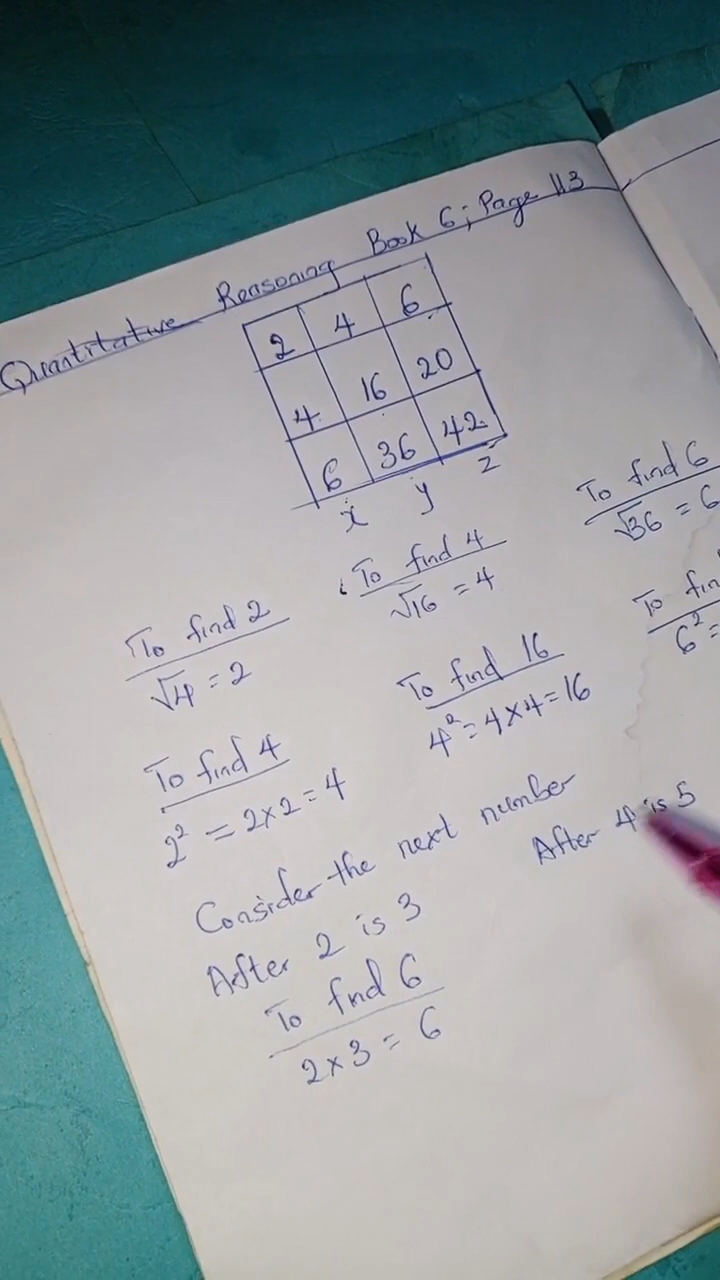 Quantitative Reasoning Book 6; Page 113
2 4 6
4 16 20
6 36 42
x y z
To find 2
√4 = 2
To find 4
√16 = 4
To find 6
√36 = 6
To find 4
2² = 2×2 = 4
To find 16
4² = 4×4 = 16
To fin
6² =
Consider the next number
After 2 is 3
After 4 is 5
To find 6
2×3 = 6